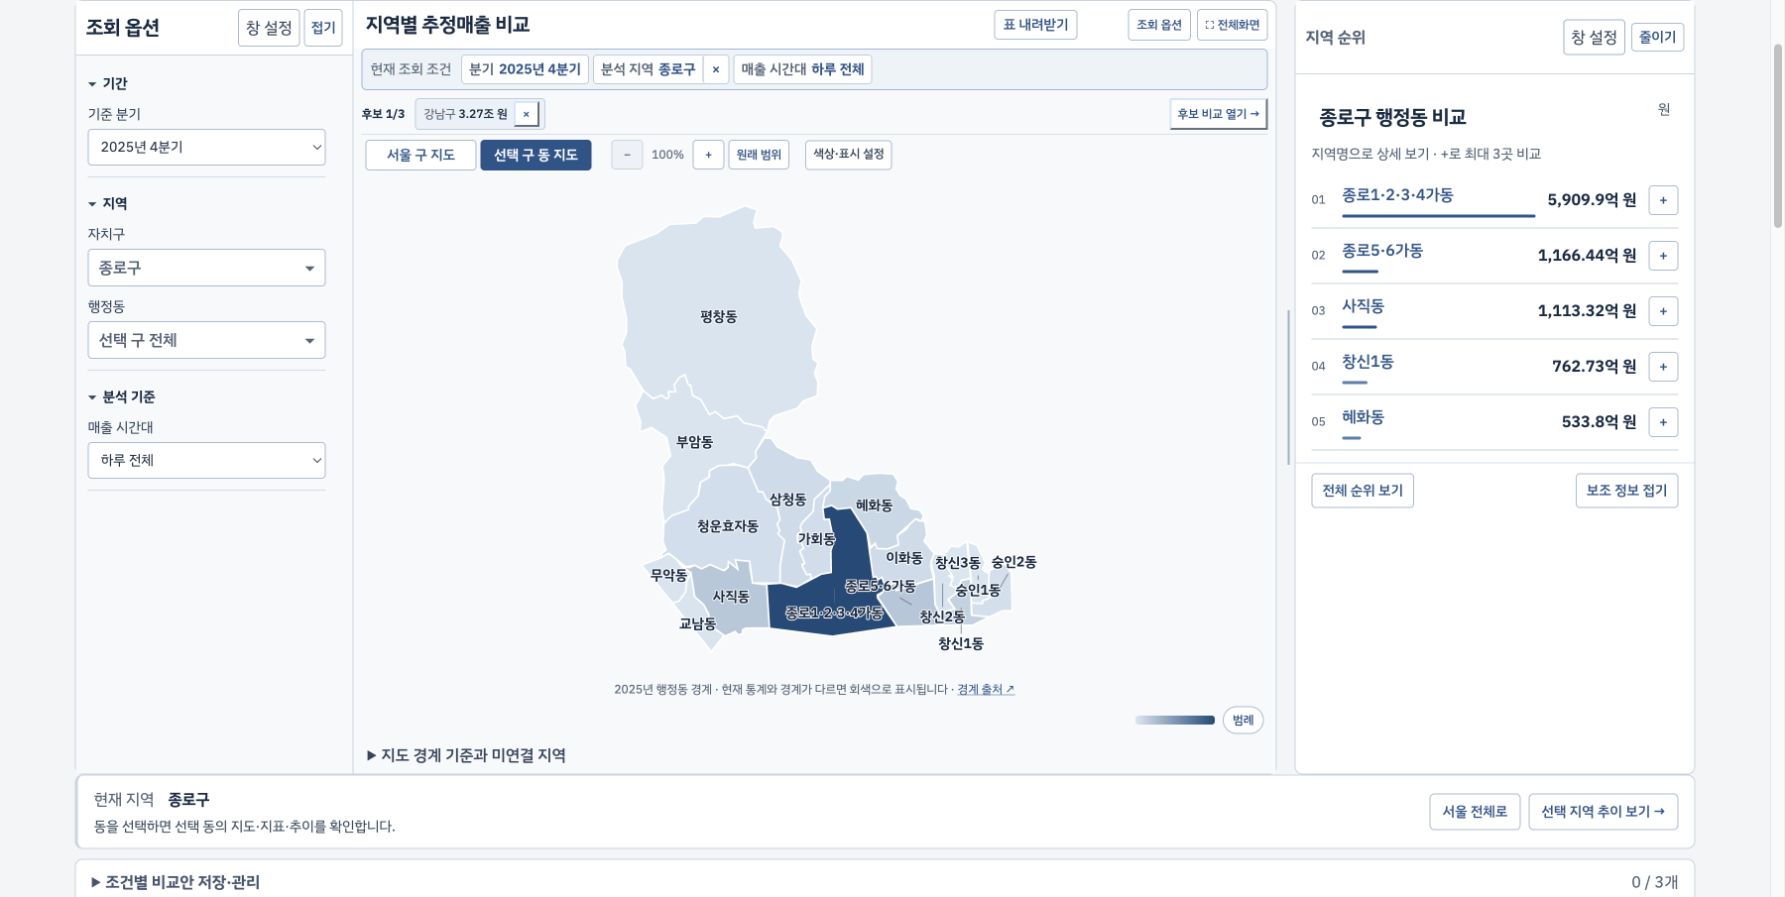 조회 옵션
창 설정
접기
기간
기준 분기
2025년 4분기
지역
자치구
종로구
행정동
선택 구 전체
분석 기준
매출 시간대
하루 전체
지역별 추정매출 비교
표 내려받기
조회 옵션
전체화면
현재 조회 조건 분기 2025년 4분기 분석 지역 종로구 × 매출 시간대 하루 전체
후보 1/3 강남구 3.27조 원 ×
후보 비교 열기 →
서울 구 지도
선택 구 동 지도
− 100% +
원래 범위
색상·표시 설정
평창동
부암동
삼청동
혜화동
청운효자동
가회동
이화동
창신3동
숭인2동
무악동
종로5·6가동
숭인1동
사직동
종로1·2·3·4가동
창신2동
교남동
창신1동
2025년 행정동 경계 · 현재 통계와 경계가 다르면 회색으로 표시됩니다 · 경계 출처 ↗
범례
▶ 지도 경계 기준과 미연결 지역
지역 순위
창 설정
줄이기
종로구 행정동 비교
원
지역명으로 상세 보기 · +로 최대 3곳 비교
01 종로1·2·3·4가동 5,909.9억 원 +
02 종로5·6가동 1,166.44억 원 +
03 사직동 1,113.32억 원 +
04 창신1동 762.73억 원 +
05 혜화동 533.8억 원 +
전체 순위 보기
보조 정보 접기
현재 지역 종로구
동을 선택하면 선택 동의 지도·지표·추이를 확인합니다.
서울 전체로
선택 지역 추이 보기 →
▶ 조건별 비교안 저장·관리
0 / 3개